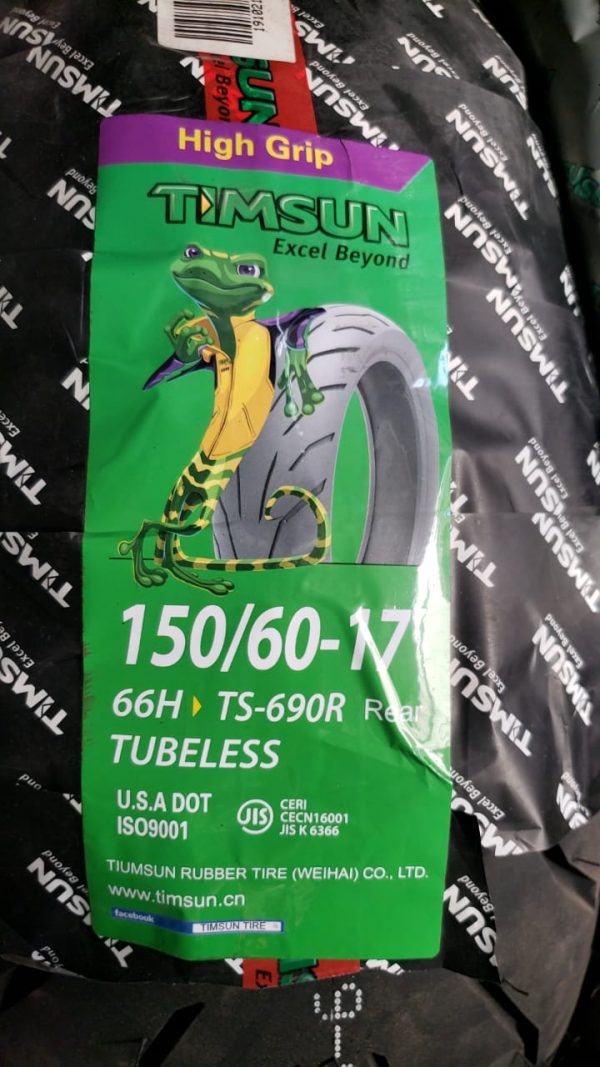 High Grip
TIMSUN
Excel Beyond
150/60-17
66H TS-690R Rear
TUBELESS
U.S.A DOT
ISO9001
JIS
CERI
CECN16001
JIS K 6366
TIUMSUN RUBBER TIRE (WEIHAI) CO., LTD.
www.timsun.cn
facebook
TIMSUN TIRE